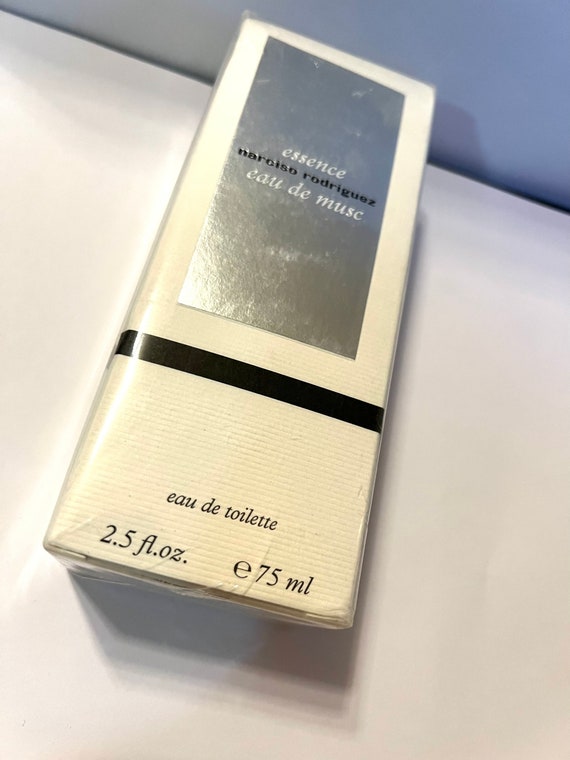 essence
narciso rodriguez
eau de musc
eau de toilette
2.5 fl.oz.
℮ 75 ml